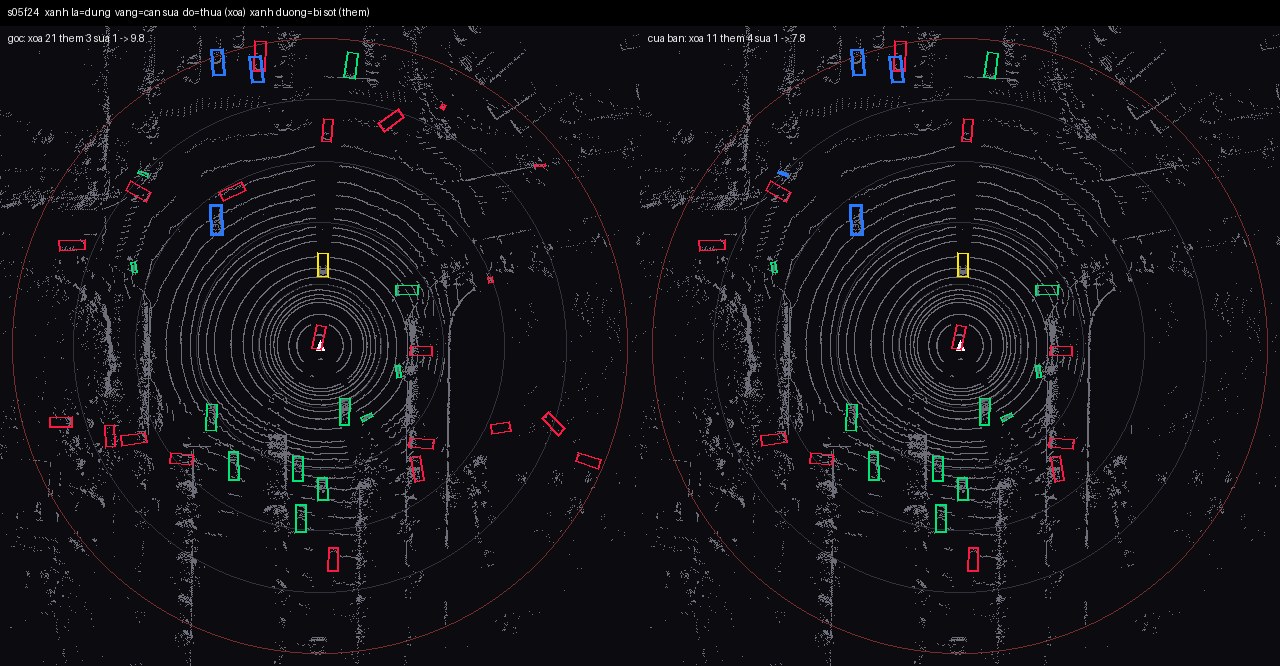 s05f24 xanh la=dung vang=can sua do=thua (xoa) xanh duong=bi sot (them)
goc: xoa 21 them 3 sua 1 -> 9.8
cua ban: xoa 11 them 4 sua 1 -> 7.8